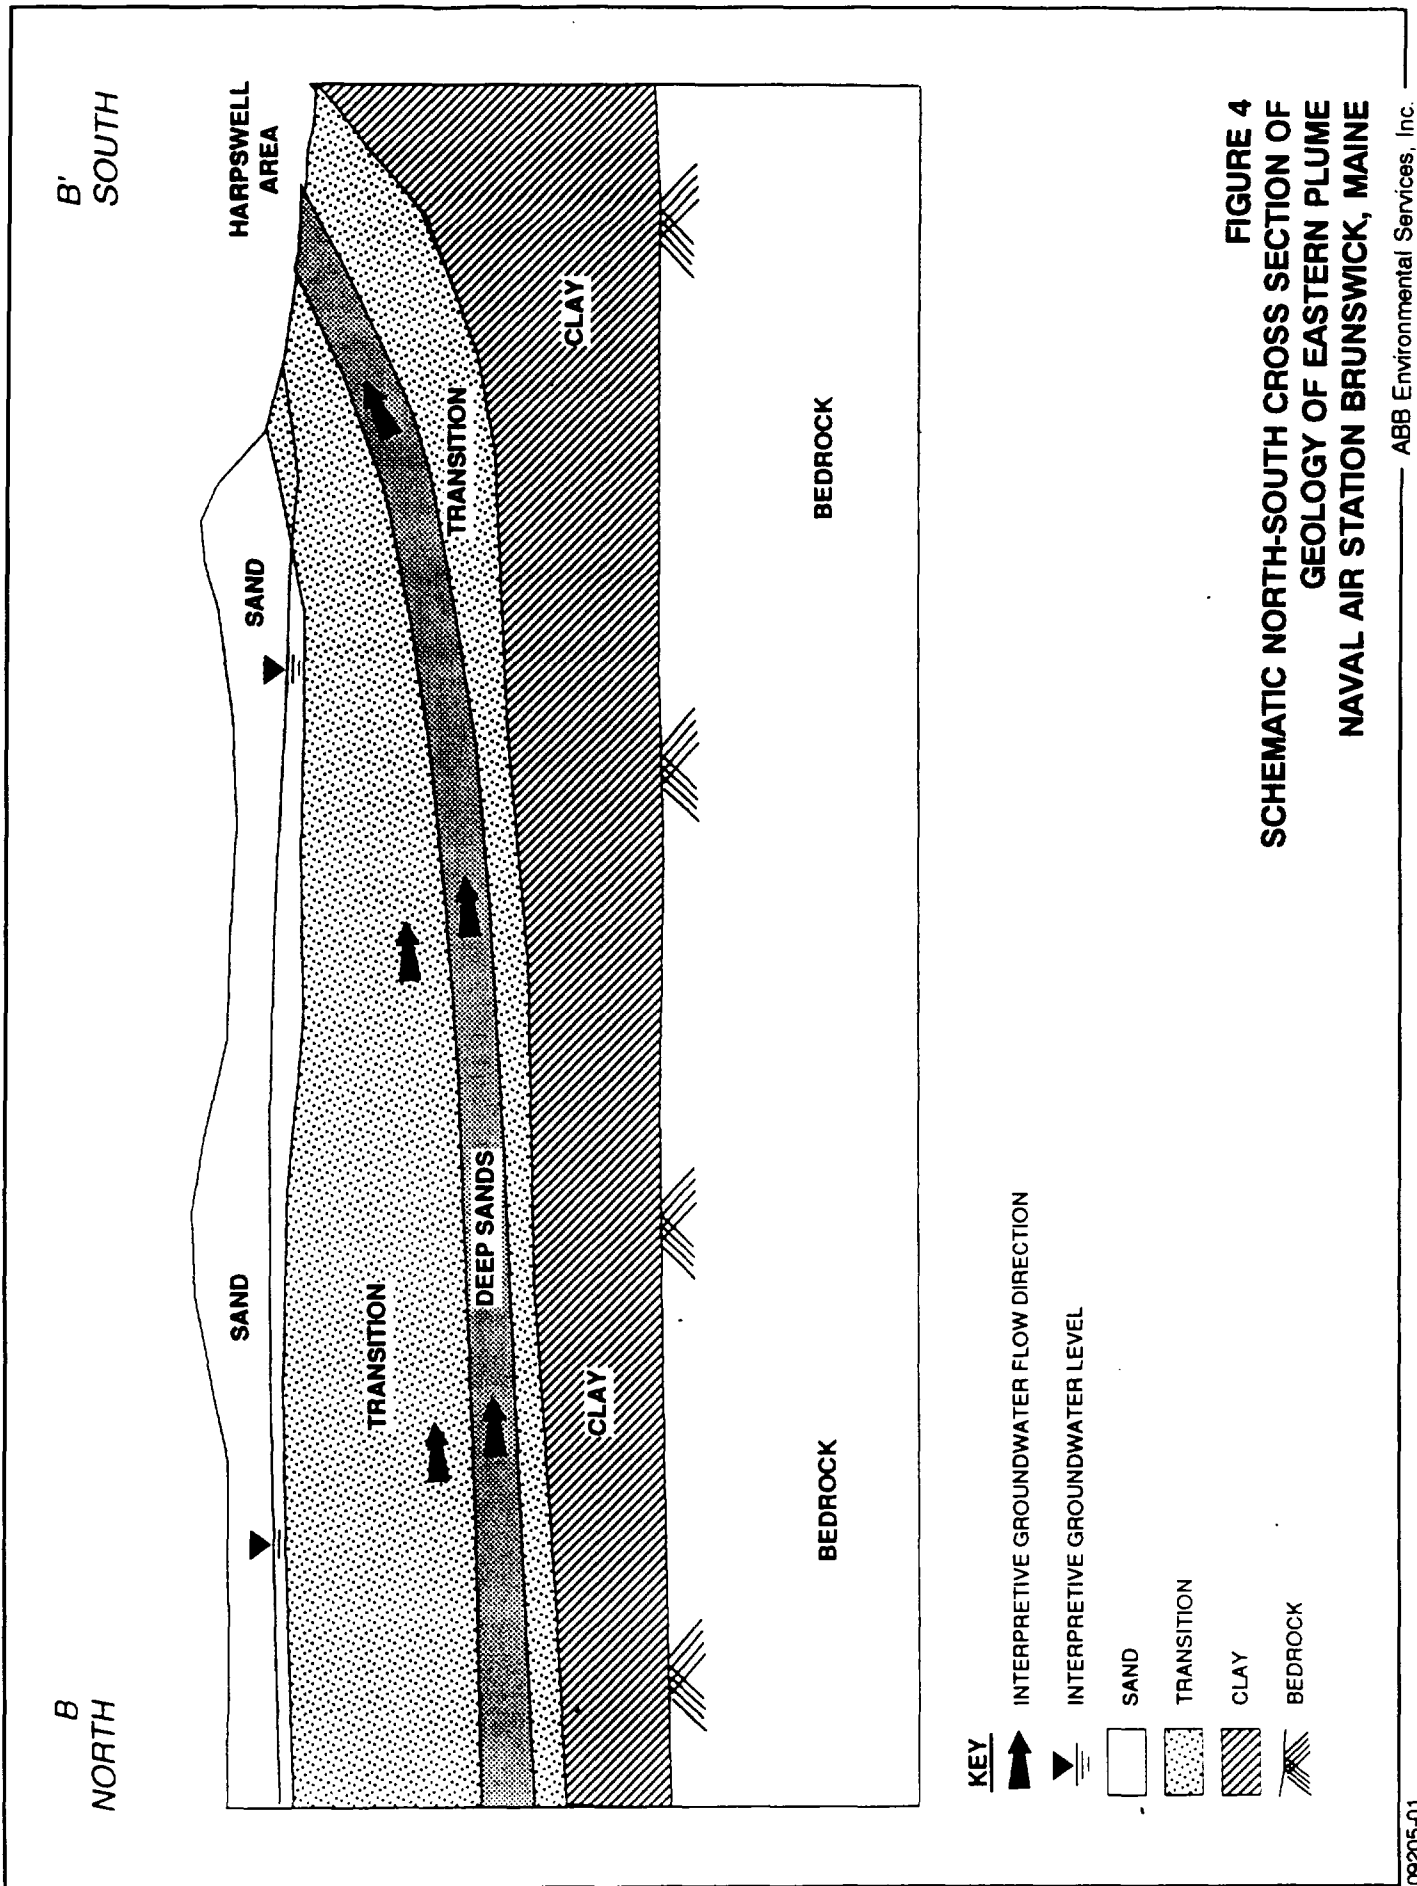 B
NORTH
B'
SOUTH
HARPSWELL
AREA
SAND
SAND
TRANSITION
DEEP SANDS
TRANSITION
CLAY
CLAY
BEDROCK
BEDROCK
KEY
INTERPRETIVE GROUNDWATER FLOW DIRECTION
INTERPRETIVE GROUNDWATER LEVEL
SAND
TRANSITION
CLAY
BEDROCK
FIGURE 4
SCHEMATIC NORTH-SOUTH CROSS SECTION OF
GEOLOGY OF EASTERN PLUME
NAVAL AIR STATION BRUNSWICK, MAINE
ABB Environmental Services, Inc.
09205-01